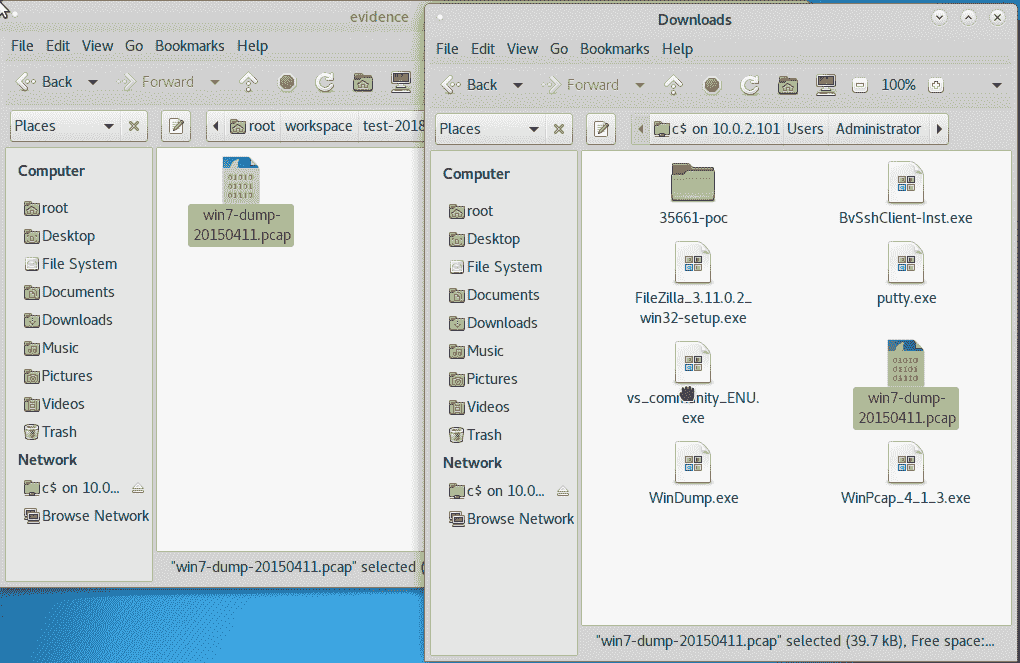 evidence
File Edit View Go Bookmarks Help
Back Forward
Places root workspace test-2018
Computer
root
Desktop
File System
Documents
Downloads
Music
Pictures
Videos
Trash
Network
c$ on 10.0...
Browse Network
win7-dump-
20150411.pcap
"win7-dump-20150411.pcap" selected (
Downloads
File Edit View Go Bookmarks Help
Back Forward 100%
Places c$ on 10.0.2.101 Users Administrator
Computer
root
Desktop
File System
Documents
Downloads
Music
Pictures
Videos
Trash
Network
c$ on 10.0...
Browse Network
35661-poc
BvSshClient-Inst.exe
FileZilla_3.11.0.2_
win32-setup.exe
putty.exe
vs_community_ENU.
exe
win7-dump-
20150411.pcap
WinDump.exe
WinPcap_4_1_3.exe
"win7-dump-20150411.pcap" selected (39.7 kB), Free space:...